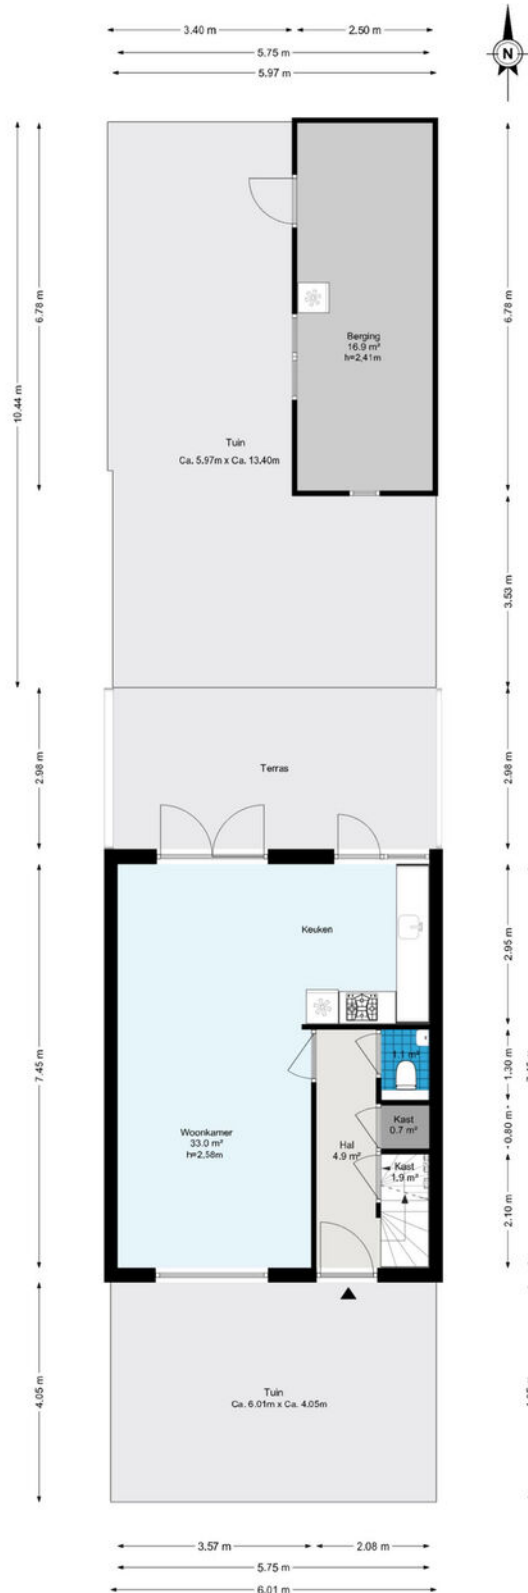 3.40 m
2.50 m
5.75 m
5.97 m
N
10.44 m
6.78 m
6.78 m
Berging
16.9 m²
h=2,41m
Tuin
Ca. 5.97m x Ca. 13.40m
3.53 m
2.98 m
2.98 m
Terras
Keuken
2.95 m
7.45 m
1.1 m²
1.30 m
Kast
0.7 m²
0.80 m
Woonkamer
33.0 m²
h=2,58m
Hal
4.9 m²
Kast
1.9 m²
2.10 m
4.05 m
Tuin
Ca. 6.01m x Ca. 4.05m
3.57 m
2.08 m
5.75 m
6.01 m